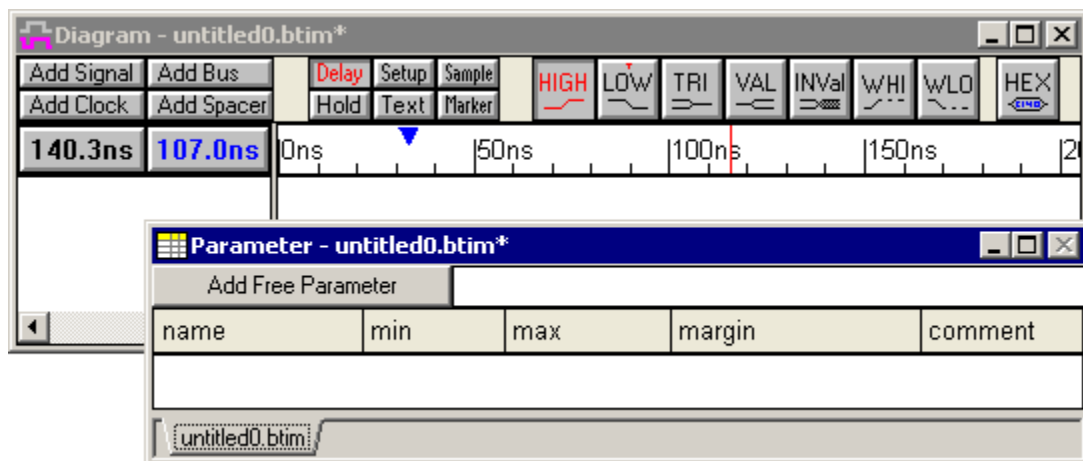 Diagram - untitled0.btim*
Add Signal Add Bus Delay Setup Sample HIGH LOW TRI VAL INVal WHI WLO HEX
Add Clock Add Spacer Hold Text Marker
140.3ns 107.0ns 0ns 50ns 100ns 150ns 2
Parameter - untitled0.btim*
Add Free Parameter
name min max margin comment
untitled0.btim